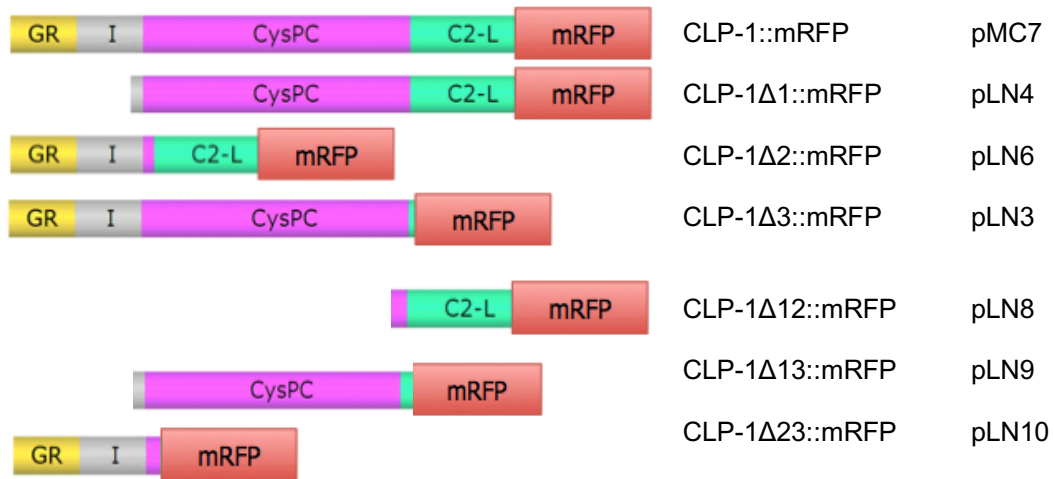 GR I CysPC C2-L mRFP CLP-1::mRFP pMC7
CysPC C2-L mRFP CLP-1Δ1::mRFP pLN4
GR I C2-L mRFP CLP-1Δ2::mRFP pLN6
GR I CysPC mRFP CLP-1Δ3::mRFP pLN3
C2-L mRFP CLP-1Δ12::mRFP pLN8
CysPC mRFP CLP-1Δ13::mRFP pLN9
GR I mRFP CLP-1Δ23::mRFP pLN10